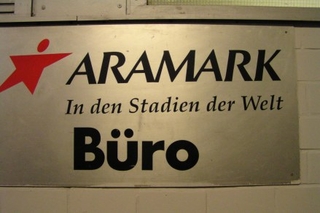 ARAMARK
In den Stadien der Welt
Büro